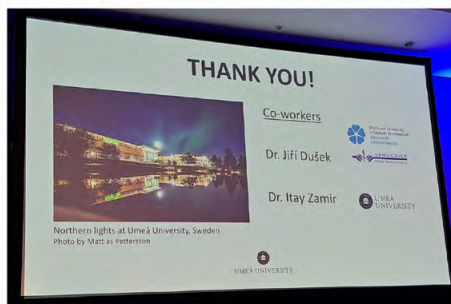 THANK YOU!
Co-workers
Dr. Jiří Dušek
Dr. Itay Zamir
UMEÅ
UNIVERSITY
Northern lights at Umeå University, Sweden
Photo by Mattias Pettersson
UMEÅ UNIVERSITY